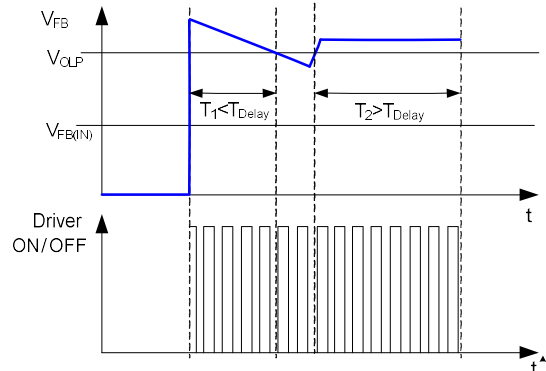 VFB
VOLP
T1<TDelay
T2>TDelay
VFB(IN)
t
Driver
ON/OFF
t